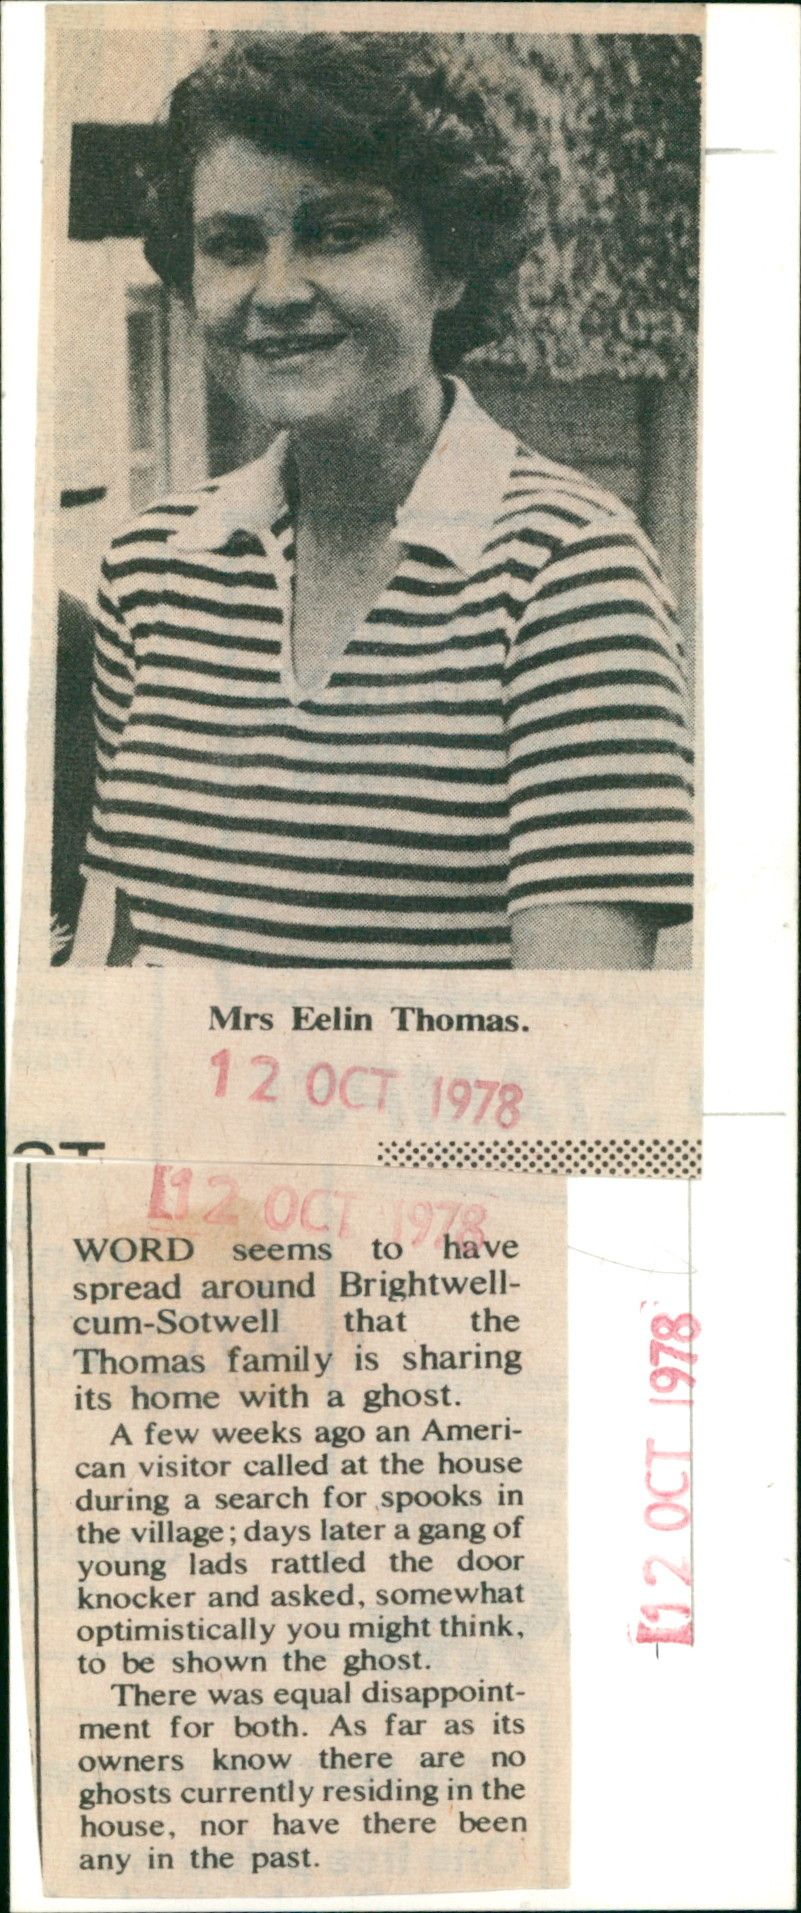 Mrs Eelin Thomas.
12 OCT 1978
12 OCT 1978
WORD seems to have
spread around Brightwell-
cum-Sotwell that the
Thomas family is sharing
its home with a ghost.
A few weeks ago an Ameri-
can visitor called at the house
during a search for spooks in
the village; days later a gang of
young lads rattled the door
knocker and asked, somewhat
optimistically you might think,
to be shown the ghost.
There was equal disappoint-
ment for both. As far as its
owners know there are no
ghosts currently residing in the
house, nor have there been
any in the past.
12 OCT 1978